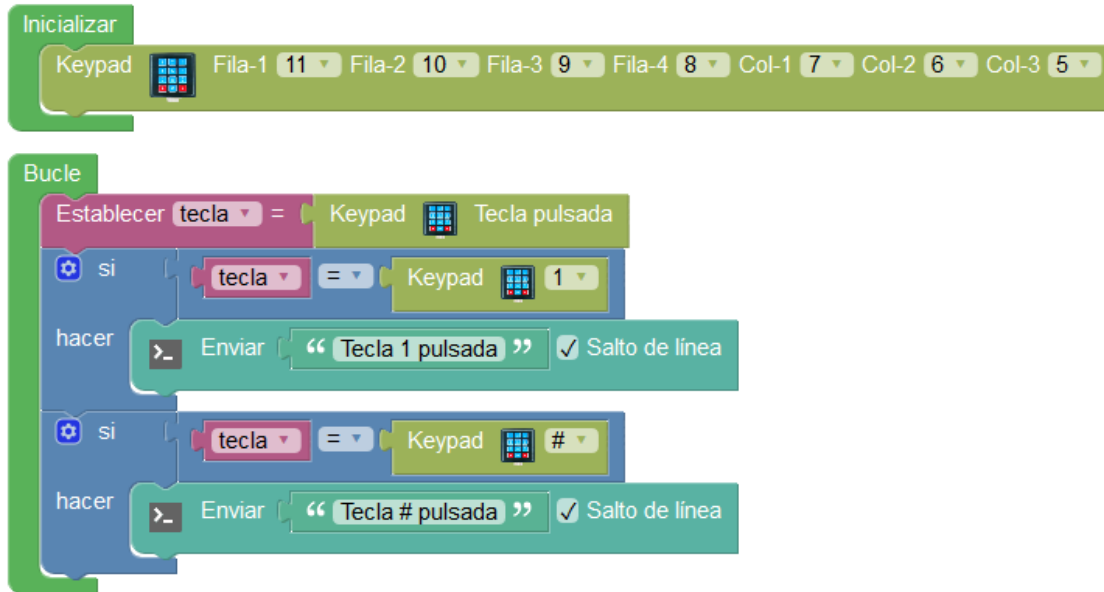 Inicializar
Keypad Fila-1 11 Fila-2 10 Fila-3 9 Fila-4 8 Col-1 7 Col-2 6 Col-3 5
Bucle
Establecer tecla = Keypad Tecla pulsada
si tecla = Keypad 1
hacer >_ Enviar “ Tecla 1 pulsada ” ✓ Salto de línea
si tecla = Keypad #
hacer >_ Enviar “ Tecla # pulsada ” ✓ Salto de línea